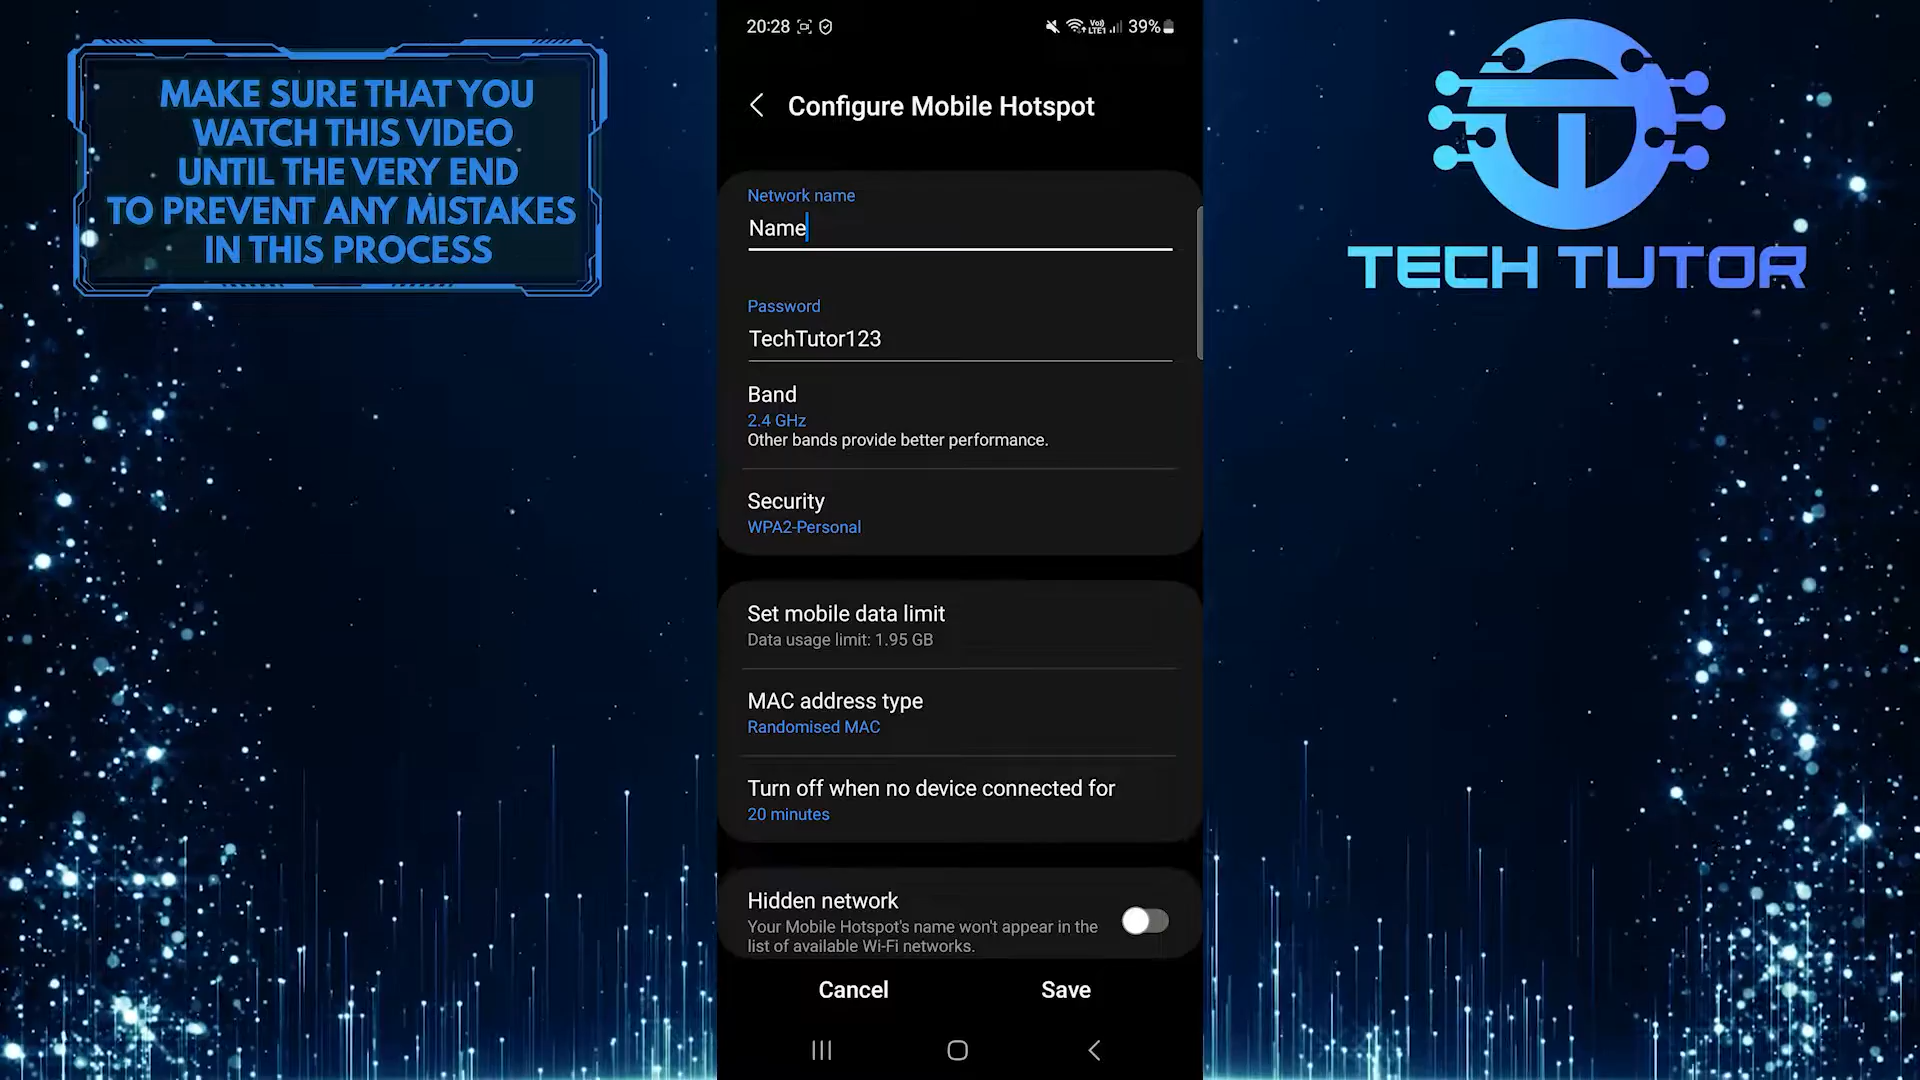 MAKE SURE THAT YOU
WATCH THIS VIDEO
UNTIL THE VERY END
TO PREVENT ANY MISTAKES
IN THIS PROCESS
20:28
39%
Configure Mobile Hotspot
Network name
Name
Password
TechTutor123
Band
2.4 GHz
Other bands provide better performance.
Security
WPA2-Personal
Set mobile data limit
Data usage limit: 1.95 GB
MAC address type
Randomised MAC
Turn off when no device connected for
20 minutes
Hidden network
Your Mobile Hotspot's name won't appear in the
list of available Wi-Fi networks.
Cancel
Save
TECH TUTOR